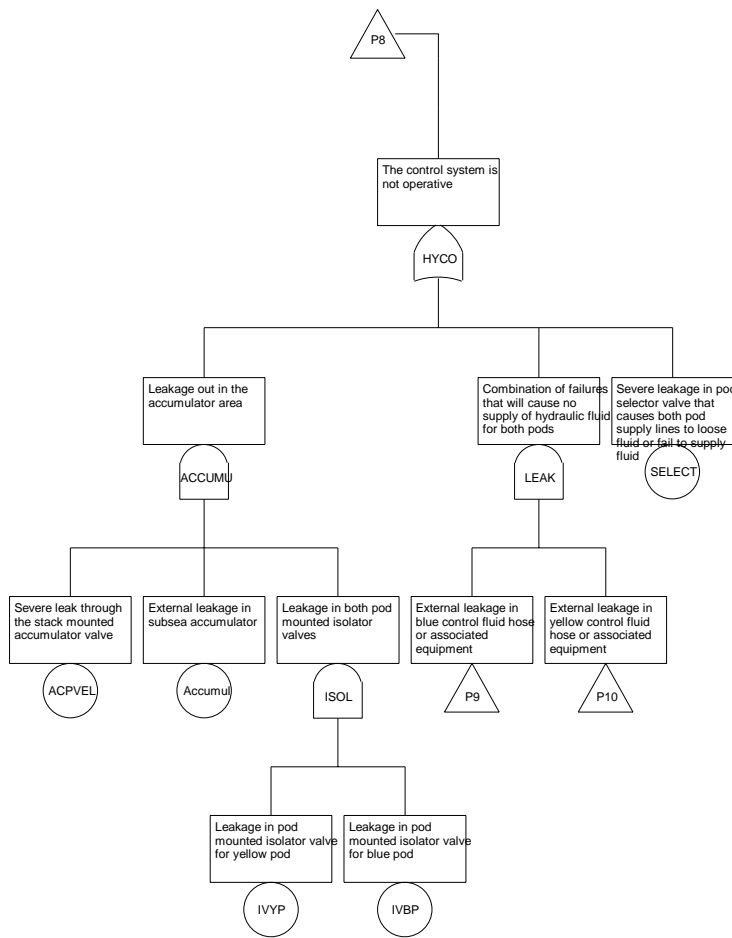 P8
The control system is
not operative
HYCO
Leakage out in the
accumulator area
Combination of failures
that will cause no
supply of hydraulic fluid
for both pods
Severe leakage in pod
selector valve that
causes both pod
supply lines to loose
fluid or fail to supply
fluid
ACCUMU
LEAK
SELECT
Severe leak through
the stack mounted
accumulator valve
External leakage in
subsea accumulator
Leakage in both pod
mounted isolator
valves
External leakage in
blue control fluid hose
or associated
equipment
External leakage in
yellow control fluid
hose or associated
equipment
ACPVEL
Accumul
ISOL
P9
P10
Leakage in pod
mounted isolator valve
for yellow pod
Leakage in pod
mounted isolator valve
for blue pod
IVYP
IVBP